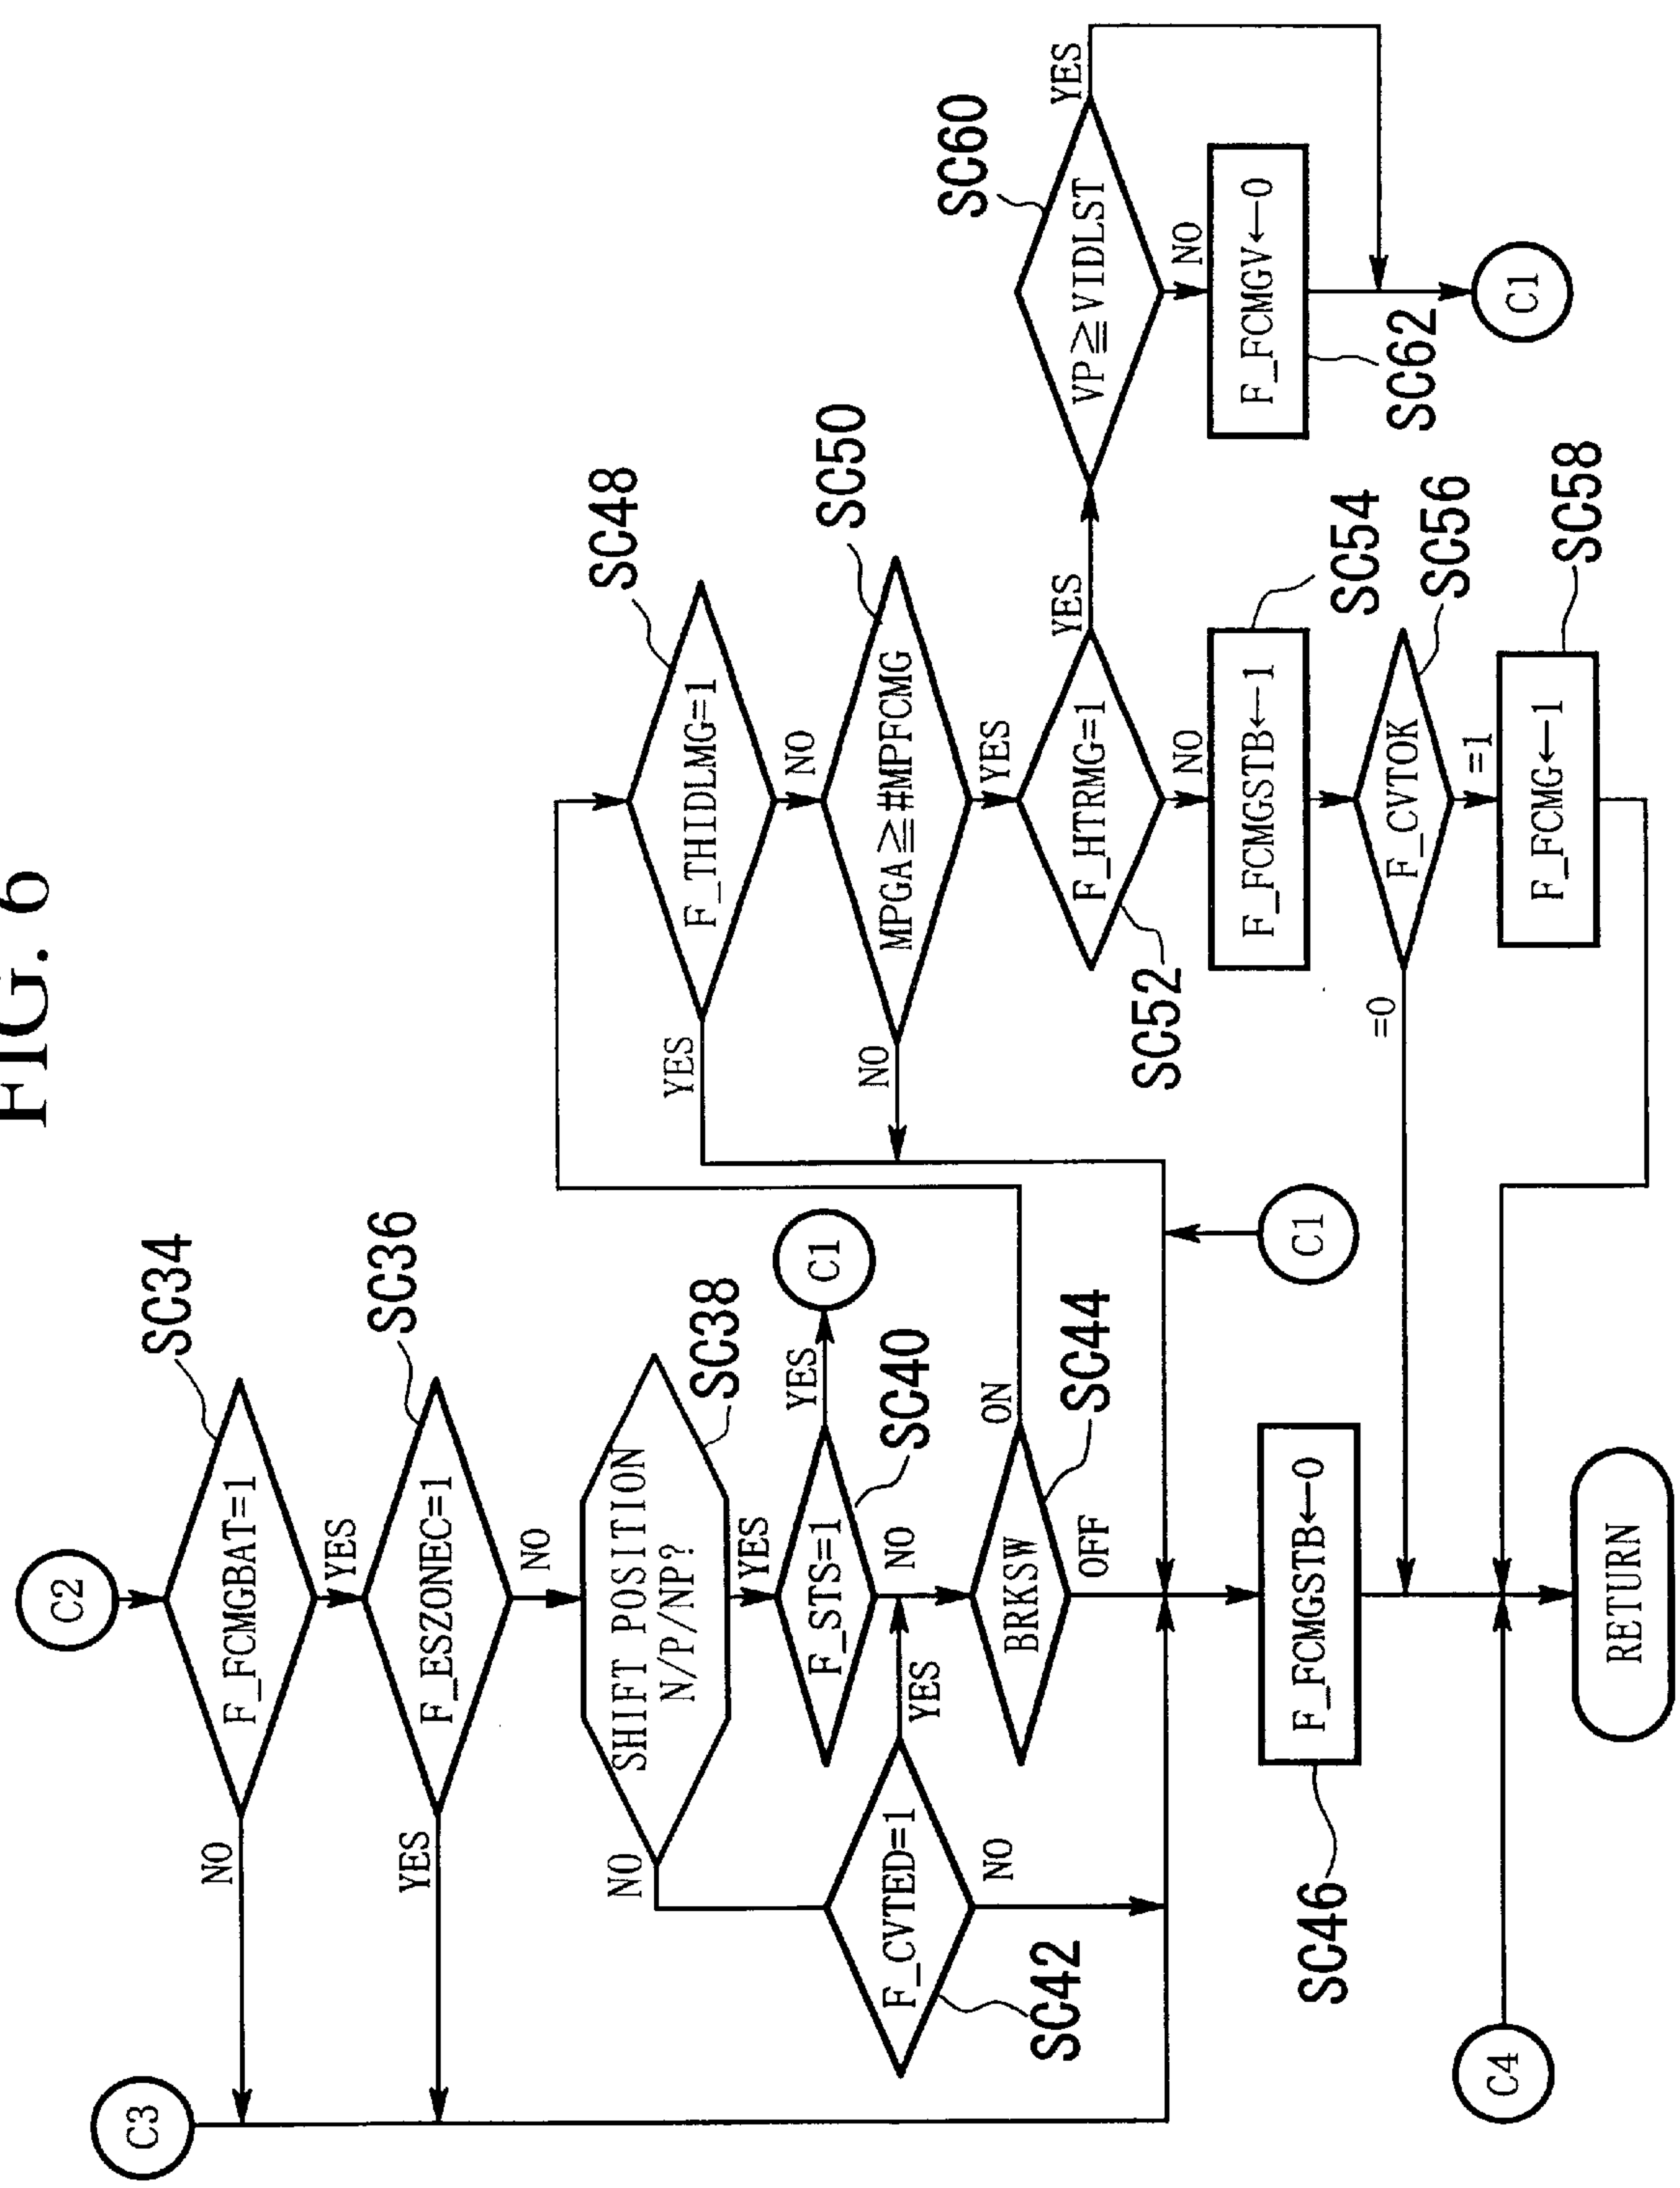 FIG. 6
C3
C2
F_FCMGBAT=1
SC34
NO
YES
F_ESZONEC=1
SC36
YES
NO
SHIFT POSITION
N/P/NP?
SC38
NO
YES
F_STS=1
SC40
YES
C1
NO
F_CVTED=1
SC42
YES
NO
BRKSW
SC44
ON
OFF
F_FCMGSTB←0
SC46
C1
C4
RETURN
F_THIDLMG=1
SC48
YES
NO
MPGA≧#MPFCMG
SC50
NO
YES
F_HTRMG=1
SC52
YES
NO
F_FCMGSTB←1
SC54
F_CVTOK
SC56
=0
=1
F_FCMG←1
SC58
VP≧VIDLST
SC60
YES
NO
F_FCMGV←0
SC62
C1